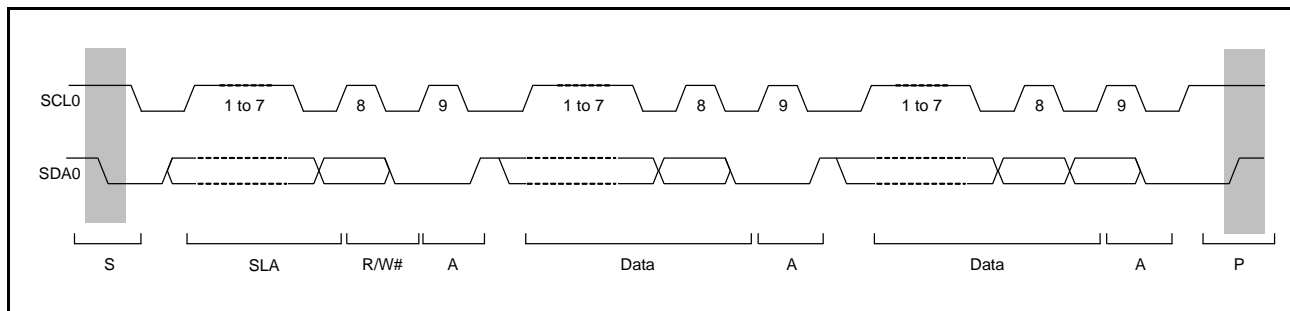 SCL0
1 to 7 8 9 1 to 7 8 9 1 to 7 8 9
SDA0
S SLA R/W# A Data A Data A P